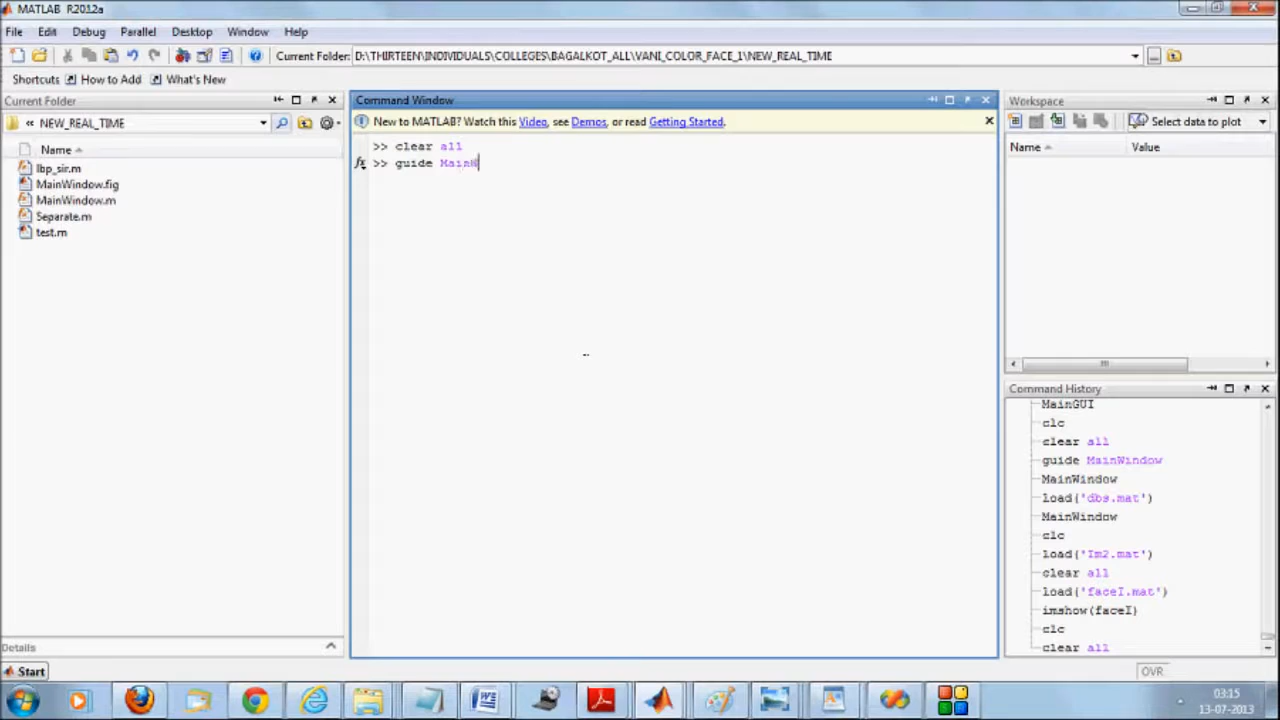 MATLAB R2012a
File Edit Debug Parallel Desktop Window Help
Current Folder: D:\THIRTEEN\INDIVIDUALS\COLLEGES\BAGALKOT_ALL\VANI_COLOR_FACE_1\NEW_REAL_TIME
Shortcuts How to Add What's New
Current Folder
« NEW_REAL_TIME
Name
lbp_sir.m
MainWindow.fig
MainWindow.m
Separate.m
test.m
Details
Command Window
New to MATLAB? Watch this Video, see Demos, or read Getting Started.
>> clear all
fx >> guide MainW
Workspace
Select data to plot
Name Value
Command History
MainGUI
clc
clear all
guide MainWindow
MainWindow
load('dbs.mat')
MainWindow
clc
load('Im2.mat')
clear all
load('faceI.mat')
imshow(faceI)
clc
clear all
Start
OVR
03:15
13-07-2013